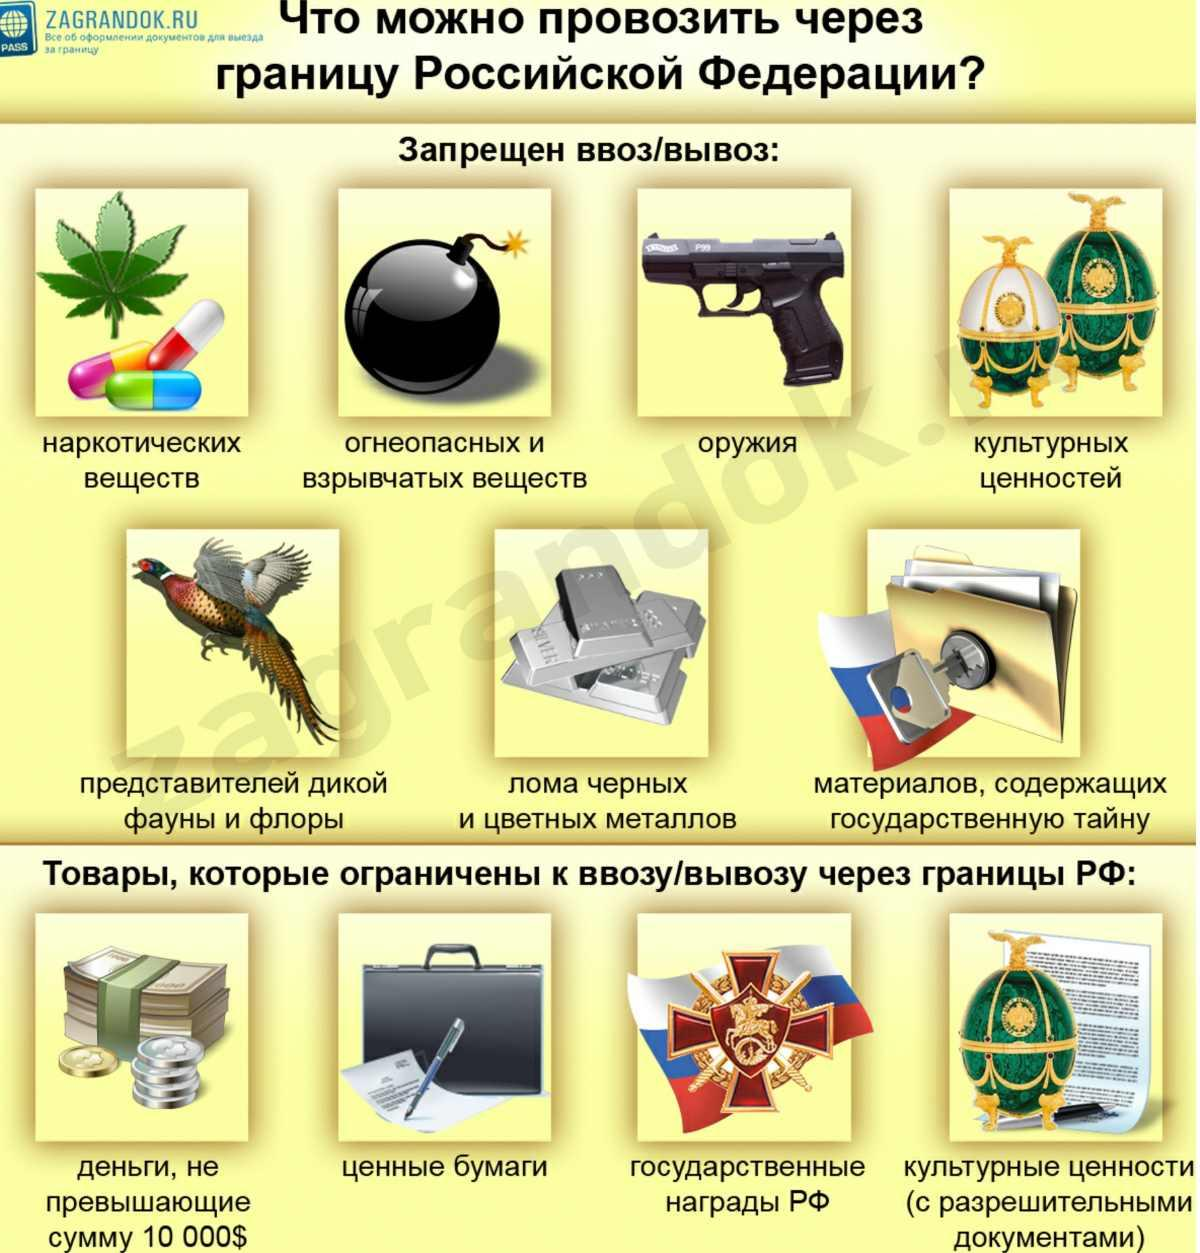 ZAGRANDOK.RU
Все об оформлении документов для выезда
за границу
PASS
Что можно провозить через
границу Российской Федерации?
Запрещен ввоз/вывоз:
P99
наркотических
веществ
огнеопасных и
взрывчатых веществ
оружия
культурных
ценностей
SILVER
представителей дикой
фауны и флоры
лома черных
и цветных металлов
материалов, содержащих
государственную тайну
zagrandok.r
Товары, которые ограничены к ввозу/вывозу через границы РФ:
деньги, не
превышающие
сумму 10 000$
ценные бумаги
государственные
награды РФ
культурные ценности
(с разрешительными
документами)